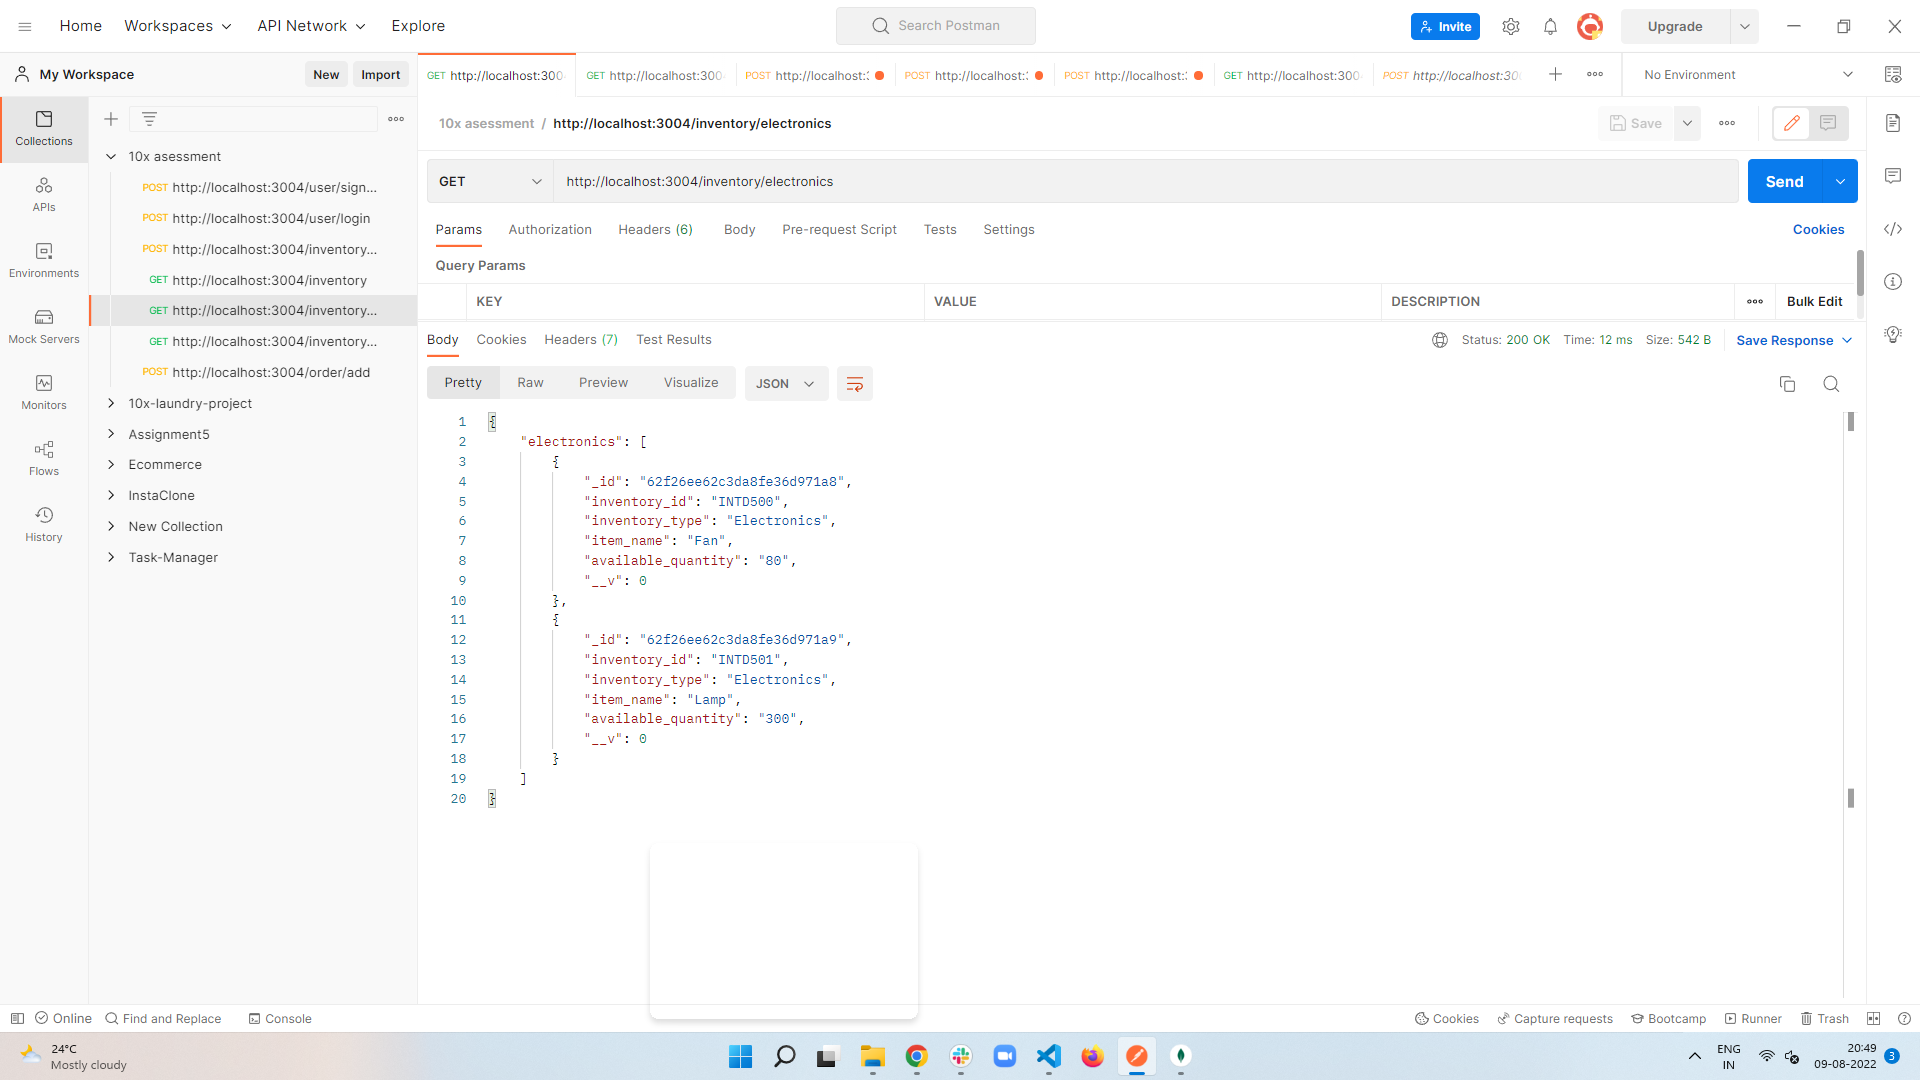 Home Workspaces API Network Explore Search Postman Invite Upgrade
My Workspace New Import GET http://localhost:300 GET http://localhost:300 POST http://localhost: POST http://localhost: POST http://localhost: GET http://localhost:300 POST http://localhost:30 No Environment
Collections
APIs
Environments
Mock Servers
Monitors
Flows
History
10x asessment
POST http://localhost:3004/user/sign...
POST http://localhost:3004/user/login
POST http://localhost:3004/inventory...
GET http://localhost:3004/inventory
GET http://localhost:3004/inventory...
GET http://localhost:3004/inventory...
POST http://localhost:3004/order/add
10x-laundry-project
Assignment5
Ecommerce
InstaClone
New Collection
Task-Manager
10x asessment / http://localhost:3004/inventory/electronics Save
GET http://localhost:3004/inventory/electronics Send
Params Authorization Headers (6) Body Pre-request Script Tests Settings Cookies
Query Params
KEY VALUE DESCRIPTION Bulk Edit
Body Cookies Headers (7) Test Results Status: 200 OK Time: 12 ms Size: 542 B Save Response
Pretty Raw Preview Visualize JSON
1 {
2 "electronics": [
3 {
4 "_id": "62f26ee62c3da8fe36d971a8",
5 "inventory_id": "INTD500",
6 "inventory_type": "Electronics",
7 "item_name": "Fan",
8 "available_quantity": "80",
9 "__v": 0
10 },
11 {
12 "_id": "62f26ee62c3da8fe36d971a9",
13 "inventory_id": "INTD501",
14 "inventory_type": "Electronics",
15 "item_name": "Lamp",
16 "available_quantity": "300",
17 "__v": 0
18 }
19 ]
20 }
Online Find and Replace Console Cookies Capture requests Bootcamp Runner Trash
24°C
Mostly cloudy
ENG
IN
20:49
09-08-2022 3